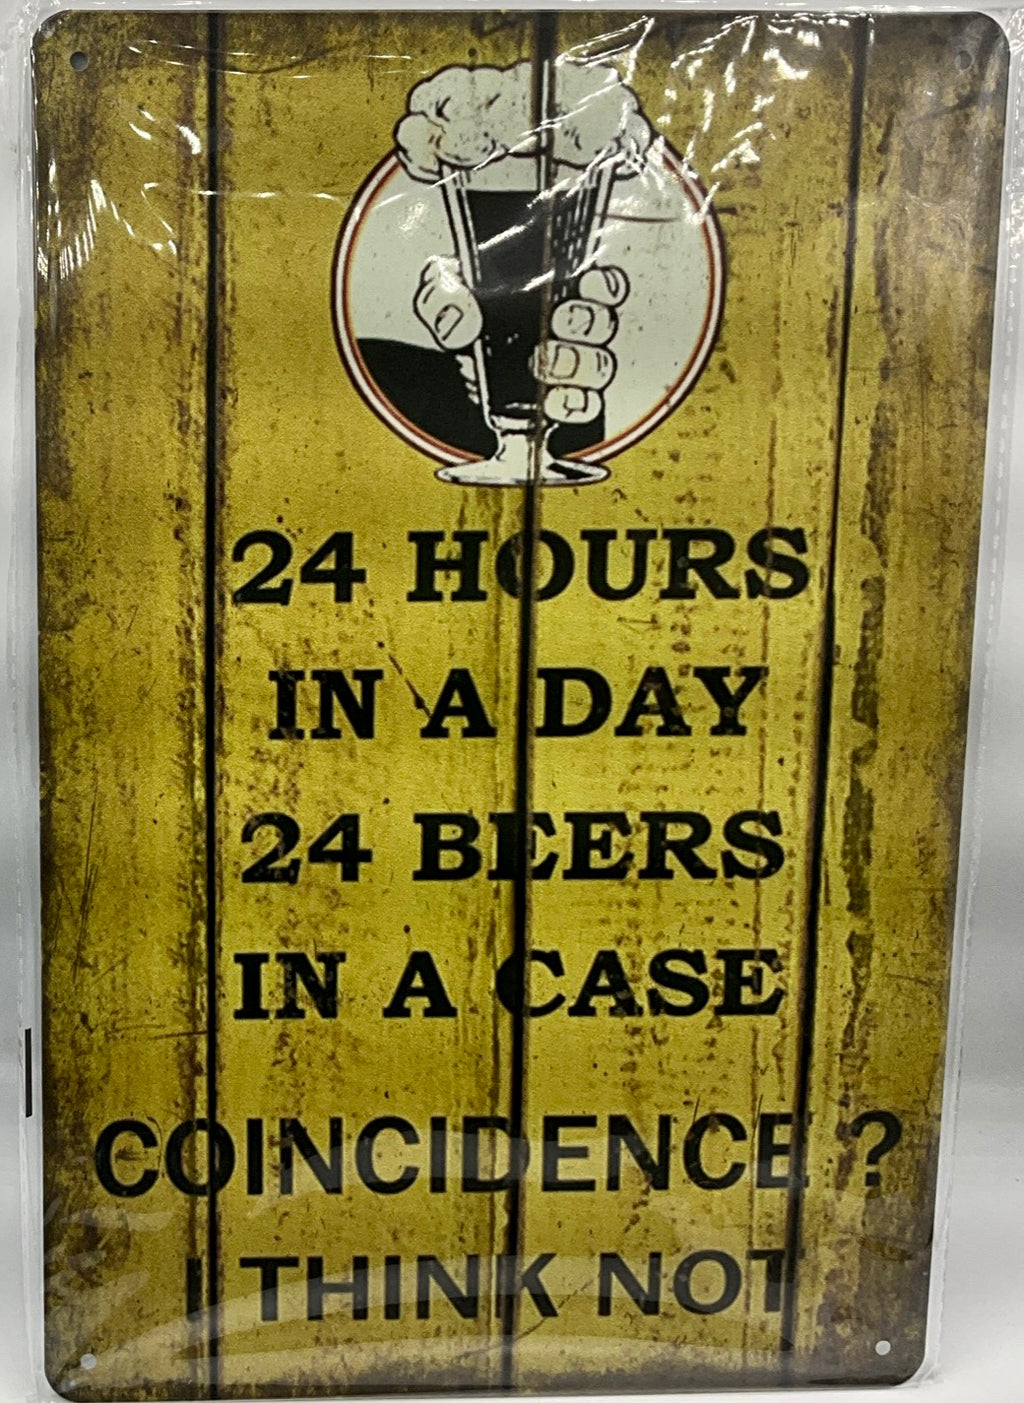 24 HOURS
IN A DAY
24 BEERS
IN A CASE
COINCIDENCE ?
I THINK NOT